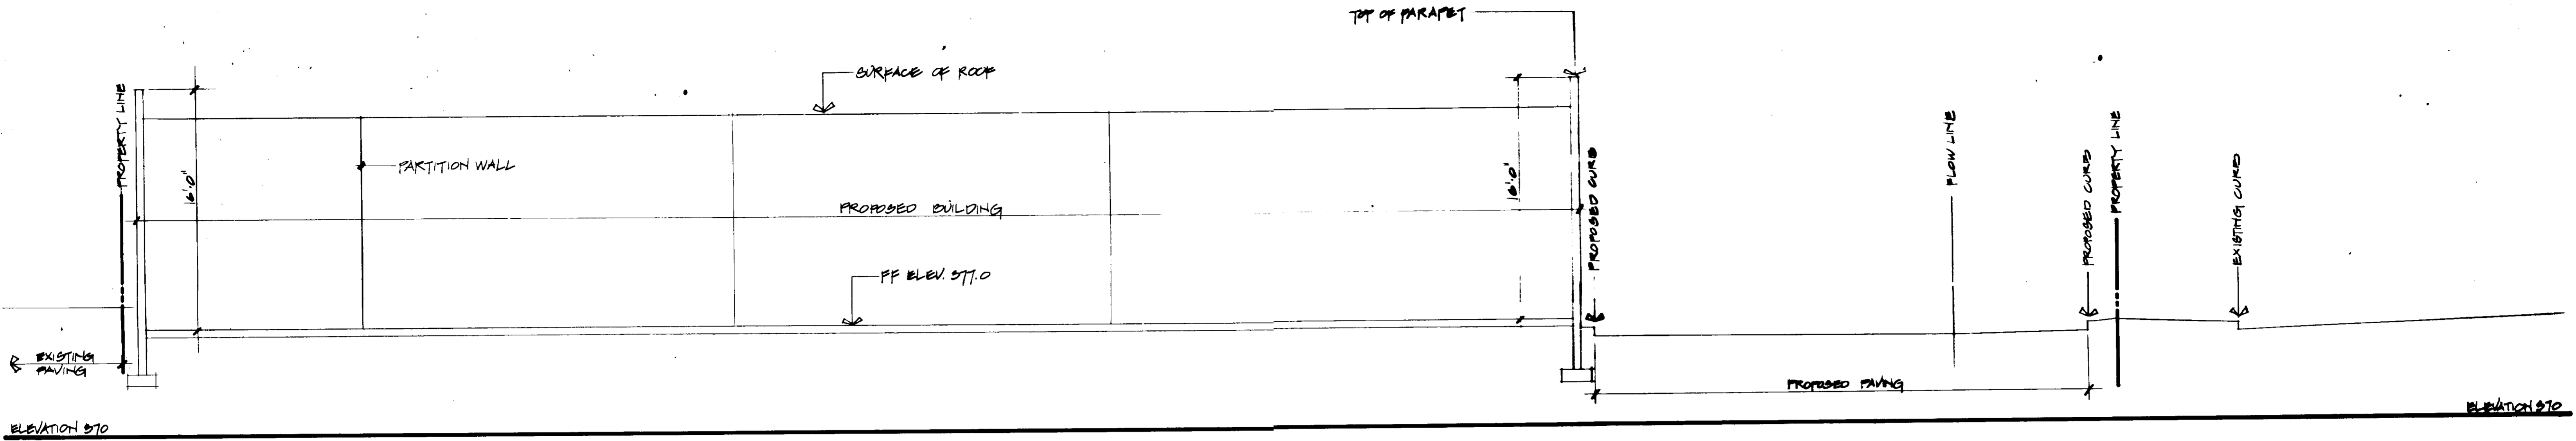 TOP OF PARAPET
SURFACE OF ROOF
PROPERTY LINE
PARTITION WALL
16'.0"
16'.0"
PROPOSED BUILDING
FF ELEV. 377.0
PROPOSED CURB
FLOW LINE
PROPOSED CURB
PROPERTY LINE
EXISTING CURB
EXISTING
PAVING
PROPOSED PAVING
ELEVATION 370
ELEVATION 370